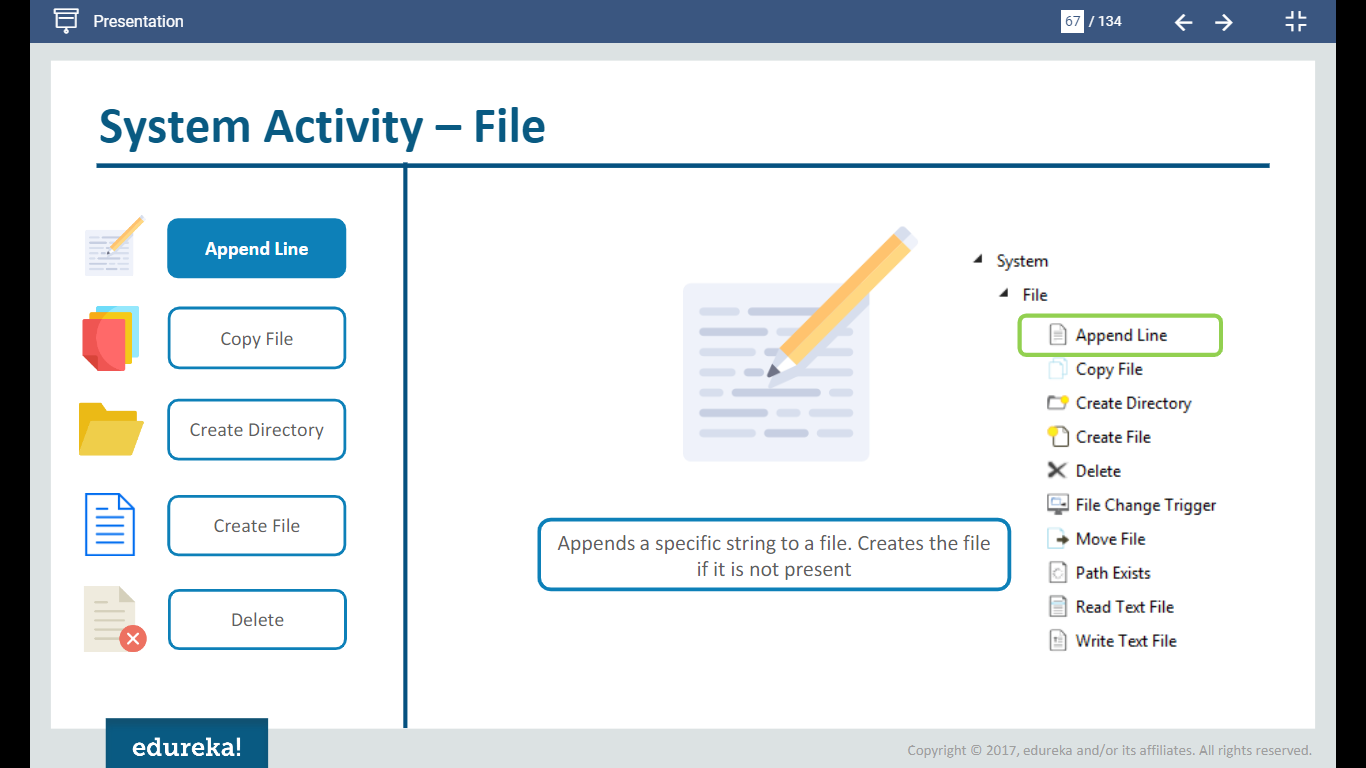 Presentation
67 / 134
System Activity – File
Append Line
Copy File
Create Directory
Create File
Delete
Appends a specific string to a file. Creates the file
if it is not present
System
File
Append Line
Copy File
Create Directory
Create File
Delete
File Change Trigger
Move File
Path Exists
Read Text File
Write Text File
edureka!
Copyright © 2017, edureka and/or its affiliates. All rights reserved.